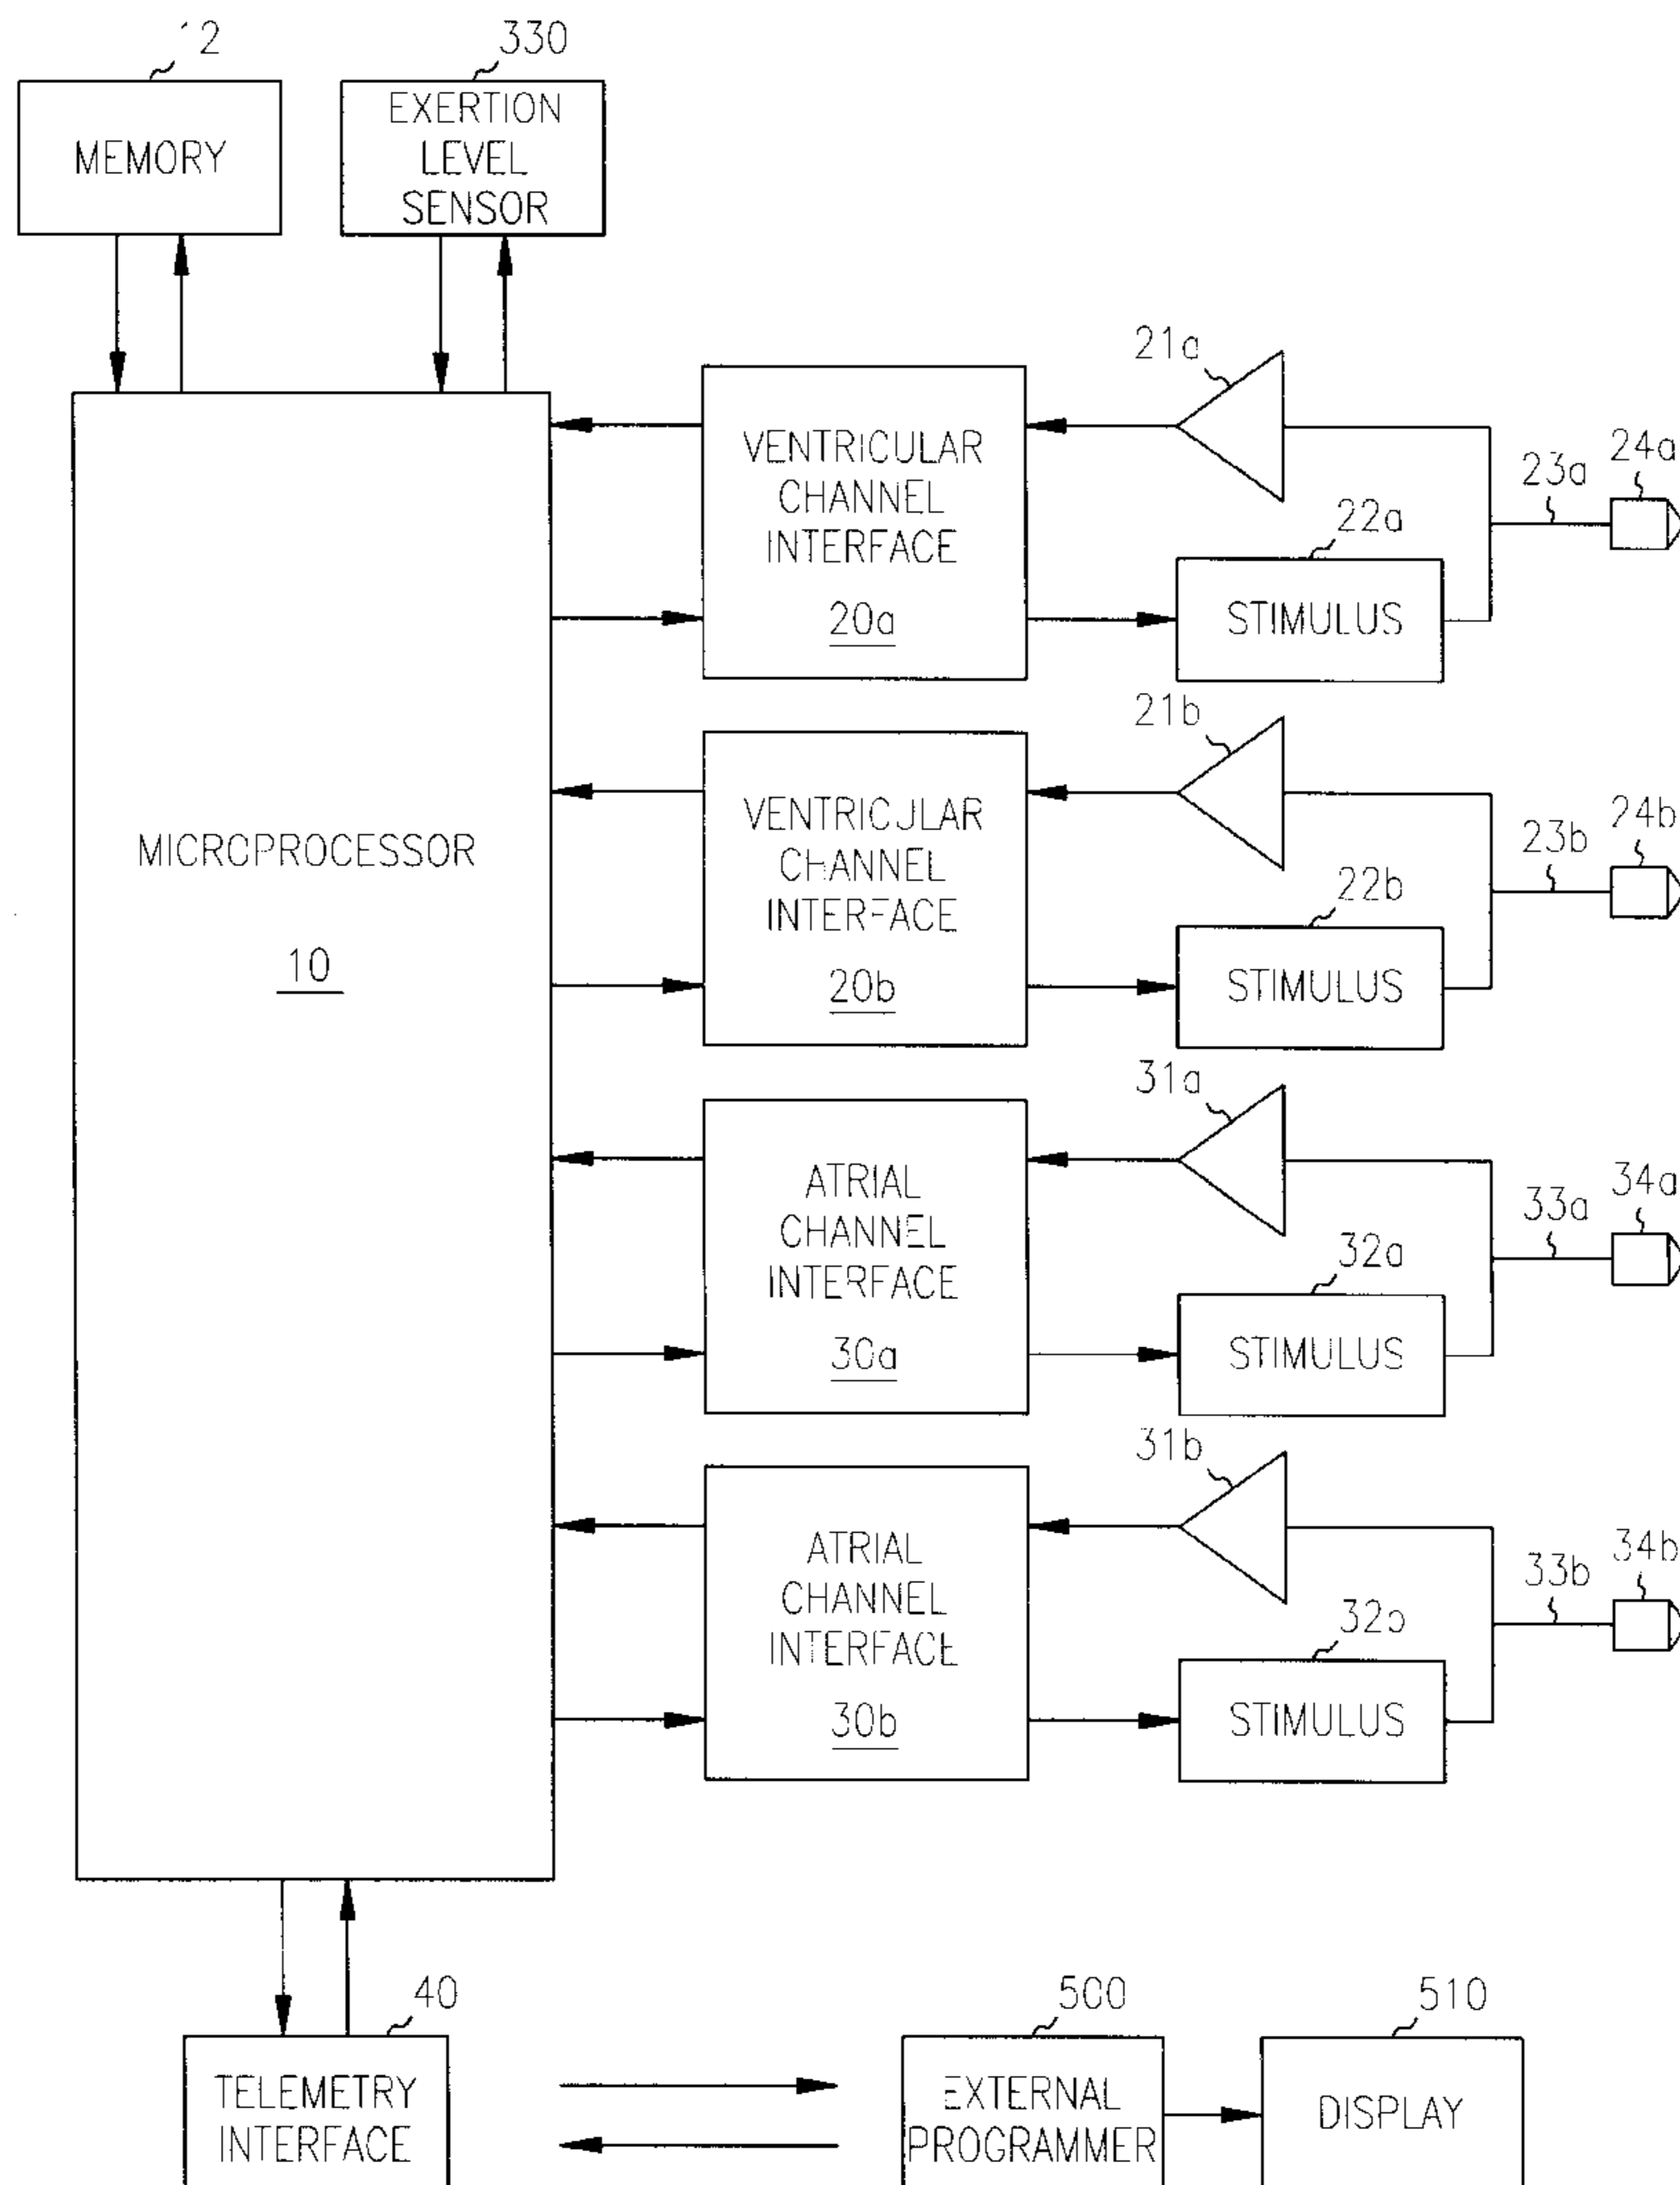 12
330
MEMORY
EXERTION
LEVEL
SENSOR
21a
VENTRICULAR
CHANNEL
INTERFACE
20a
22a
STIMULUS
23a
24a
21b
VENTRICULAR
CHANNEL
INTERFACE
20b
22b
STIMULUS
23b
24b
MICROPROCESSOR
10
31a
ATRIAL
CHANNEL
INTERFACE
30a
32a
STIMULUS
33a
34a
31b
ATRIAL
CHANNEL
INTERFACE
30b
32b
STIMULUS
33b
34b
40
TELEMETRY
INTERFACE
500
EXTERNAL
PROGRAMMER
510
DISPLAY